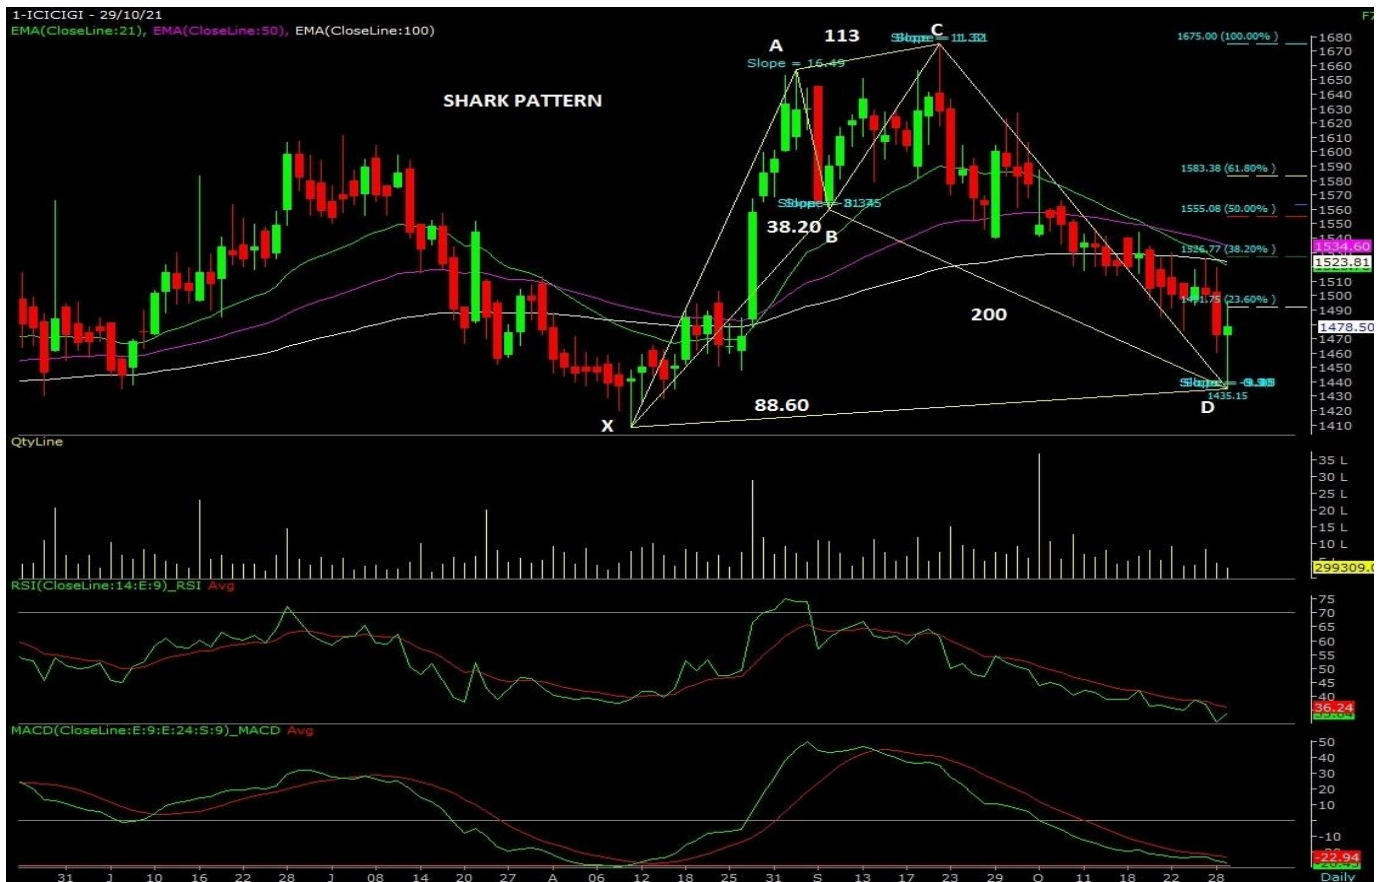 1-ICICIGI - 29/10/21
EMA(CloseLine:21), EMA(CloseLine:50), EMA(CloseLine:100)
SHARK PATTERN
A
113
C
Slope = 16.49
38.20
B
200
X
88.60
D
1435.15
1675.00 (100.00% )
1583.38 (61.80% )
1555.08 (50.00% )
1526.77 (38.20% )
(23.60% )
1680
1670
1660
1650
1640
1630
1620
1610
1600
1590
1580
1570
1560
1550
1540
1534.60
1523.81
1510
1500
1490
1478.50
1470
1460
1450
1440
1430
1420
1410
QtyLine
35 L
30 L
25 L
20 L
15 L
10 L
299309.0
RSI(CloseLine:14:E:9)_RSI Avg
75
70
65
60
55
50
45
40
36.24
MACD(CloseLine:E:9:E:24:S:9)_MACD Avg
50
40
30
20
10
-10
-22.94
31 J 10 16 22 28 J 08 14 20 26 A 06 12 18 25 31 S 07 13 17 23 29 O 06 12 18 22 28 Daily